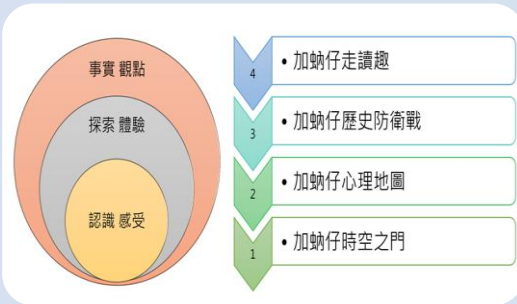 事實 觀點
探索 體驗
認識 感受
4
• 加蚋仔走讀趣
3
• 加蚋仔歷史防衛戰
2
• 加蚋仔心理地圖
1
• 加蚋仔時空之門